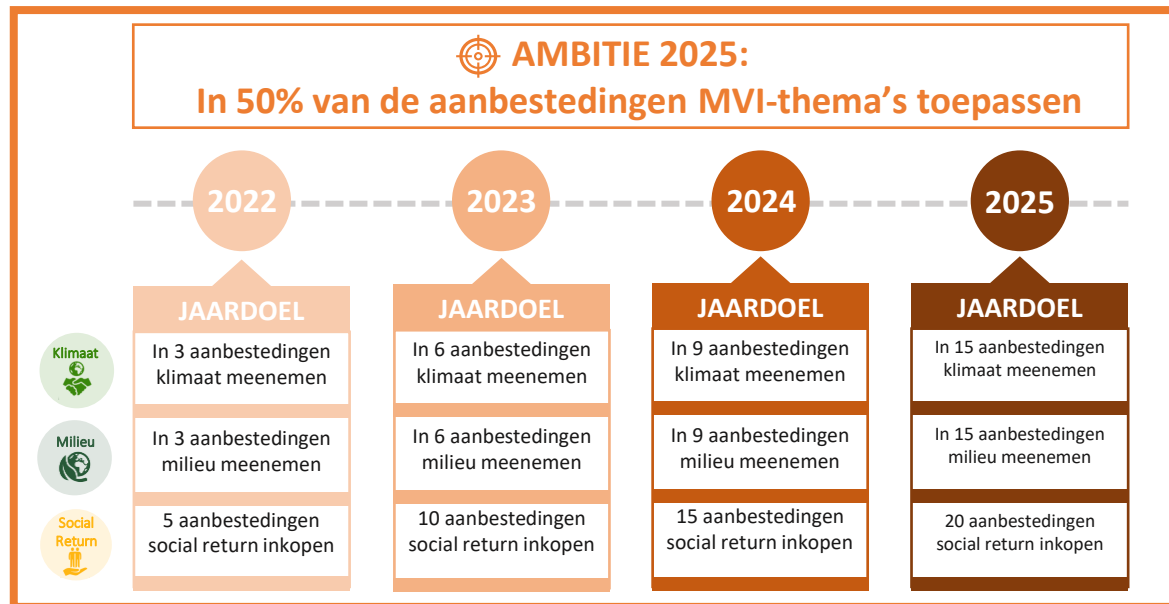 AMBITIE 2025:
In 50% van de aanbestedingen MVI-thema's toepassen
2022
2023
2024
2025
JAARDOEL
JAARDOEL
JAARDOEL
JAARDOEL
Klimaat
In 3 aanbestedingen
klimaat meenemen
In 6 aanbestedingen
klimaat meenemen
In 9 aanbestedingen
klimaat meenemen
In 15 aanbestedingen
klimaat meenemen
Milieu
In 3 aanbestedingen
milieu meenemen
In 6 aanbestedingen
milieu meenemen
In 9 aanbestedingen
milieu meenemen
In 15 aanbestedingen
milieu meenemen
Social
Return
5 aanbestedingen
social return inkopen
10 aanbestedingen
social return inkopen
15 aanbestedingen
social return inkopen
20 aanbestedingen
social return inkopen